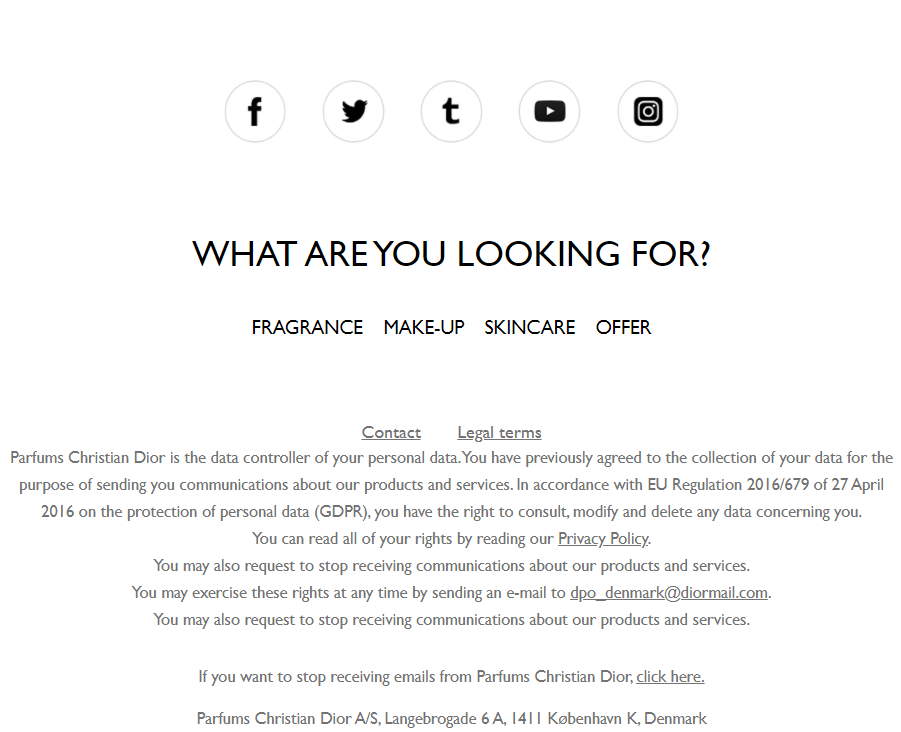 WHAT ARE YOU LOOKING FOR?
FRAGRANCE MAKE-UP SKINCARE OFFER
Contact Legal terms
Parfums Christian Dior is the data controller of your personal data. You have previously agreed to the collection of your data for the
purpose of sending you communications about our products and services. In accordance with EU Regulation 2016/679 of 27 April
2016 on the protection of personal data (GDPR), you have the right to consult, modify and delete any data concerning you.
You can read all of your rights by reading our Privacy Policy.
You may also request to stop receiving communications about our products and services.
You may exercise these rights at any time by sending an e-mail to dpo_denmark@diormail.com.
You may also request to stop receiving communications about our products and services.
If you want to stop receiving emails from Parfums Christian Dior, click here.
Parfums Christian Dior A/S, Langebrogade 6 A, 1411 København K, Denmark